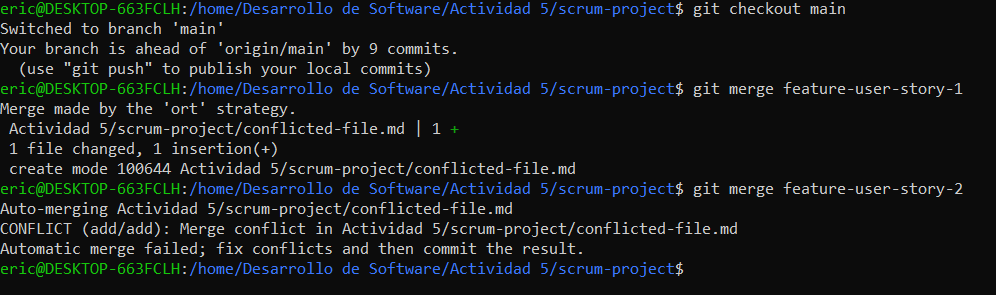 eric@DESKTOP-663FCLH:/home/Desarrollo de Software/Actividad 5/scrum-project$ git checkout main
Switched to branch 'main'
Your branch is ahead of 'origin/main' by 9 commits.
  (use "git push" to publish your local commits)
eric@DESKTOP-663FCLH:/home/Desarrollo de Software/Actividad 5/scrum-project$ git merge feature-user-story-1
Merge made by the 'ort' strategy.
 Actividad 5/scrum-project/conflicted-file.md | 1 +
 1 file changed, 1 insertion(+)
 create mode 100644 Actividad 5/scrum-project/conflicted-file.md
eric@DESKTOP-663FCLH:/home/Desarrollo de Software/Actividad 5/scrum-project$ git merge feature-user-story-2
Auto-merging Actividad 5/scrum-project/conflicted-file.md
CONFLICT (add/add): Merge conflict in Actividad 5/scrum-project/conflicted-file.md
Automatic merge failed; fix conflicts and then commit the result.
eric@DESKTOP-663FCLH:/home/Desarrollo de Software/Actividad 5/scrum-project$